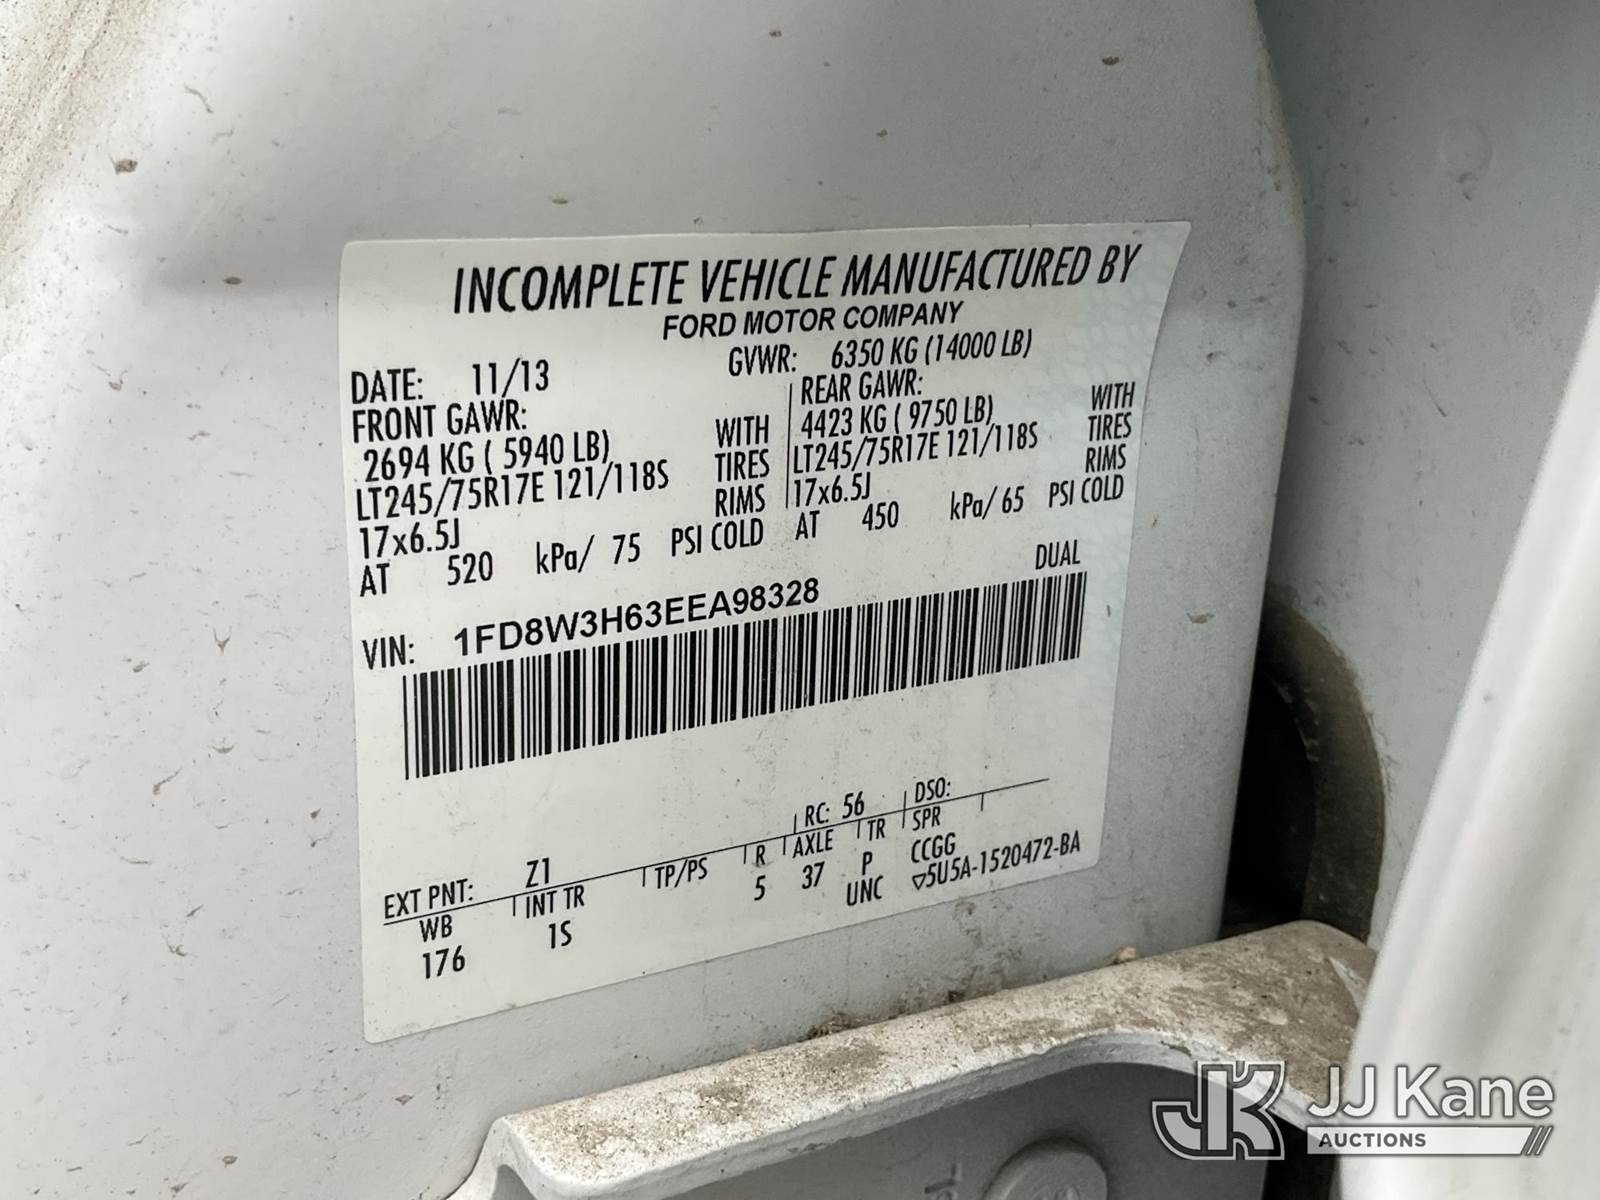 INCOMPLETE VEHICLE MANUFACTURED BY
FORD MOTOR COMPANY
DATE: 11/13 GVWR: 6350 KG (14000 LB)
FRONT GAWR: REAR GAWR:
2694 KG ( 5940 LB) WITH 4423 KG ( 9750 LB) WITH
LT245/75R17E 121/118S TIRES LT245/75R17E 121/118S TIRES
17x6.5J RIMS 17x6.5J RIMS
AT 520 kPa/ 75 PSI COLD AT 450 kPa/ 65 PSI COLD
DUAL
VIN: 1FD8W3H63EEA98328
EXT PNT: Z1 RC: 56 DSO:
WB INT TR TP/PS R AXLE TR SPR
176 1S 5 37 P CCGG
UNC ▽5U5A-1520472-BA
JK JJ Kane
AUCTIONS